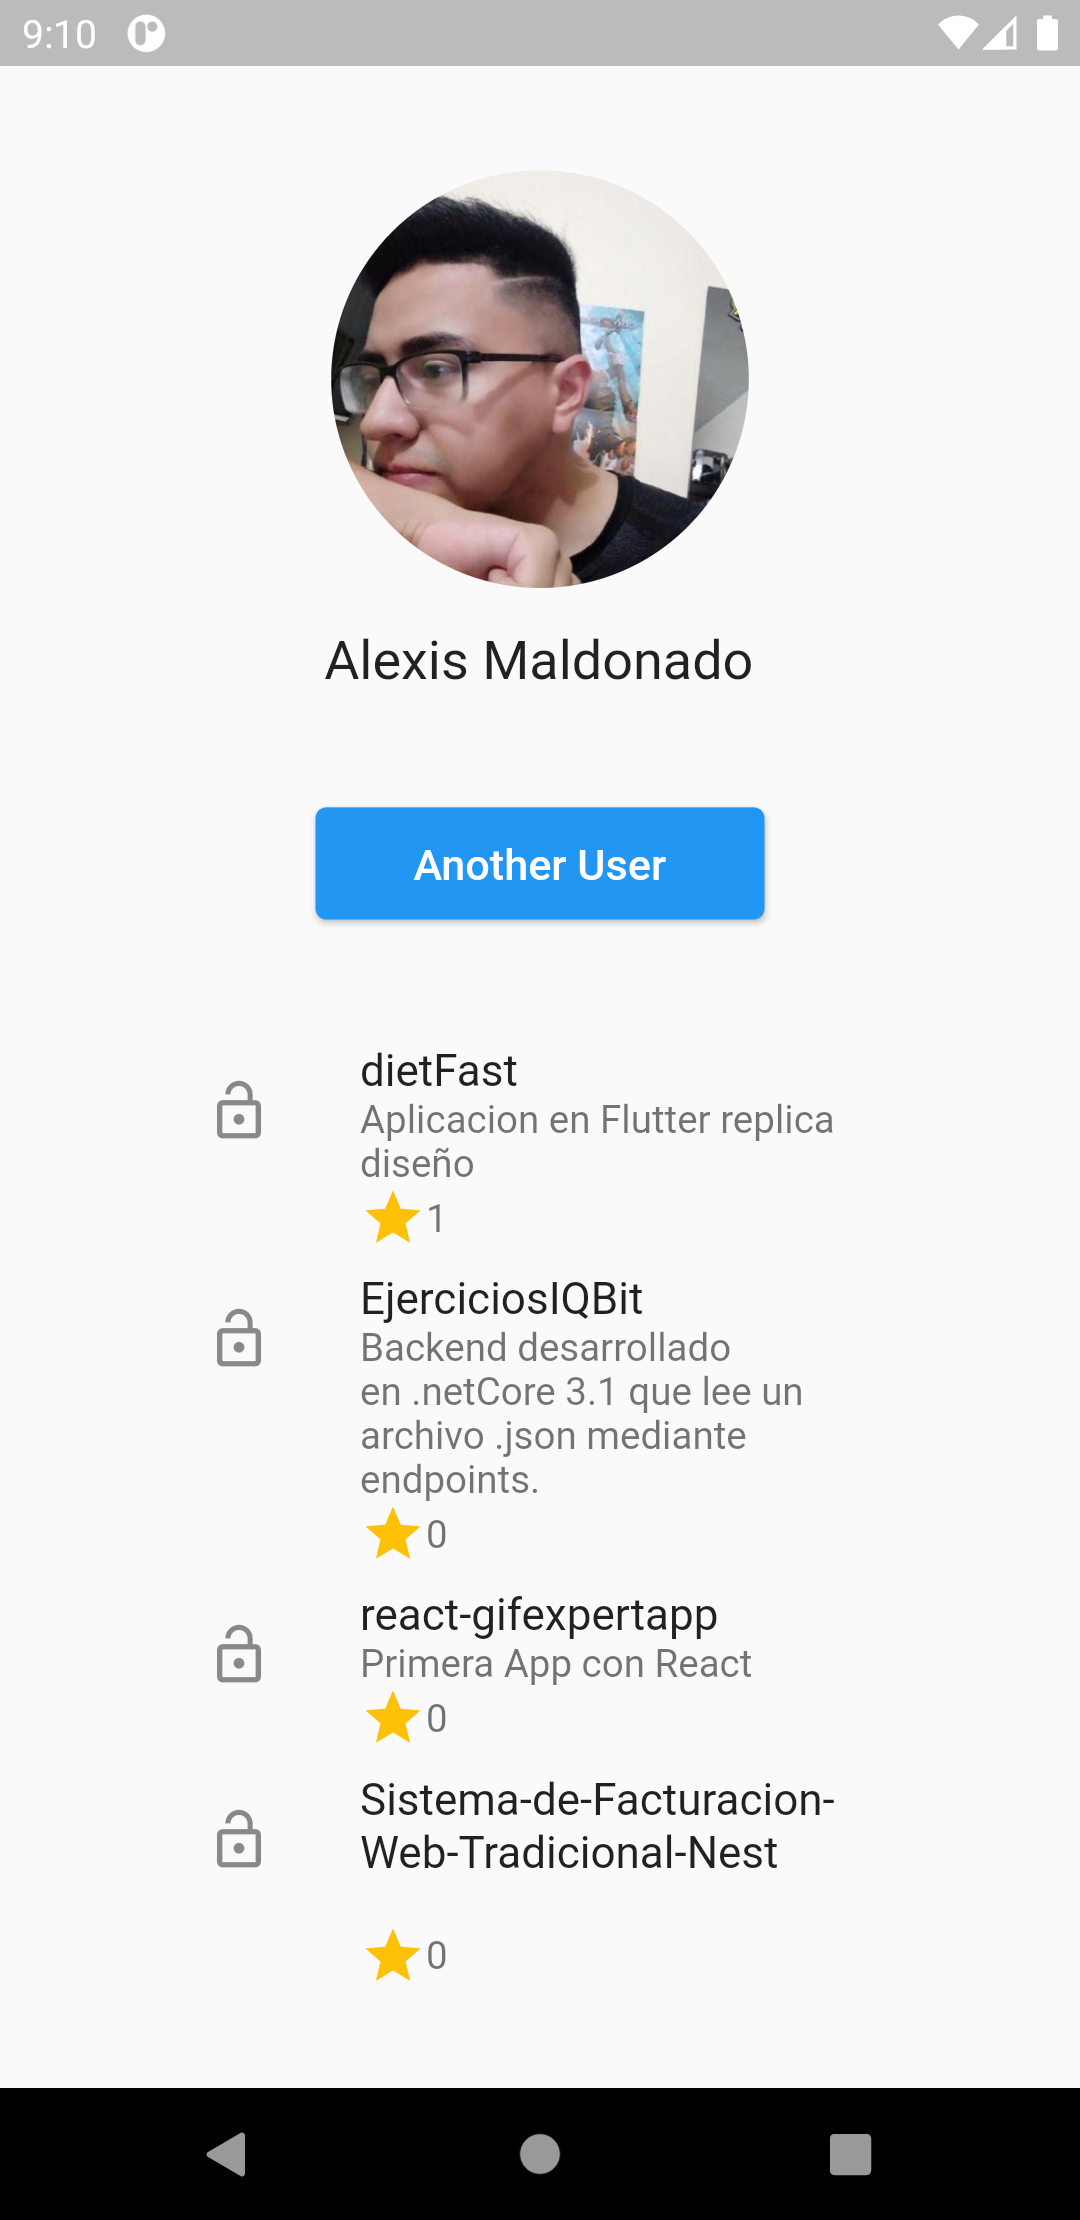 9:10
Alexis Maldonado
Another User
dietFast
Aplicacion en Flutter replica
diseño
1
EjerciciosIQBit
Backend desarrollado
en .netCore 3.1 que lee un
archivo .json mediante
endpoints.
0
react-gifexpertapp
Primera App con React
0
Sistema-de-Facturacion-
Web-Tradicional-Nest
0